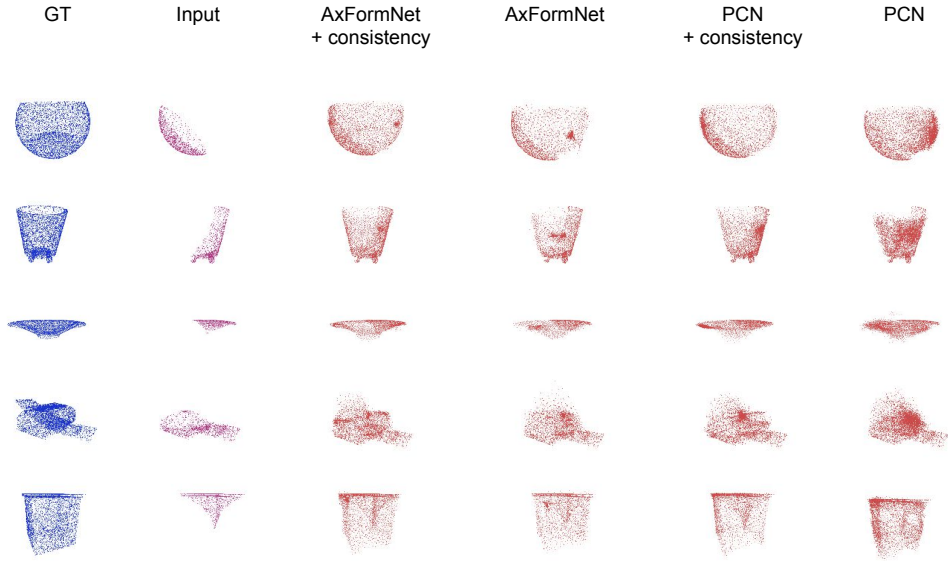 GT
Input
AxFormNet
+ consistency
AxFormNet
PCN
+ consistency
PCN